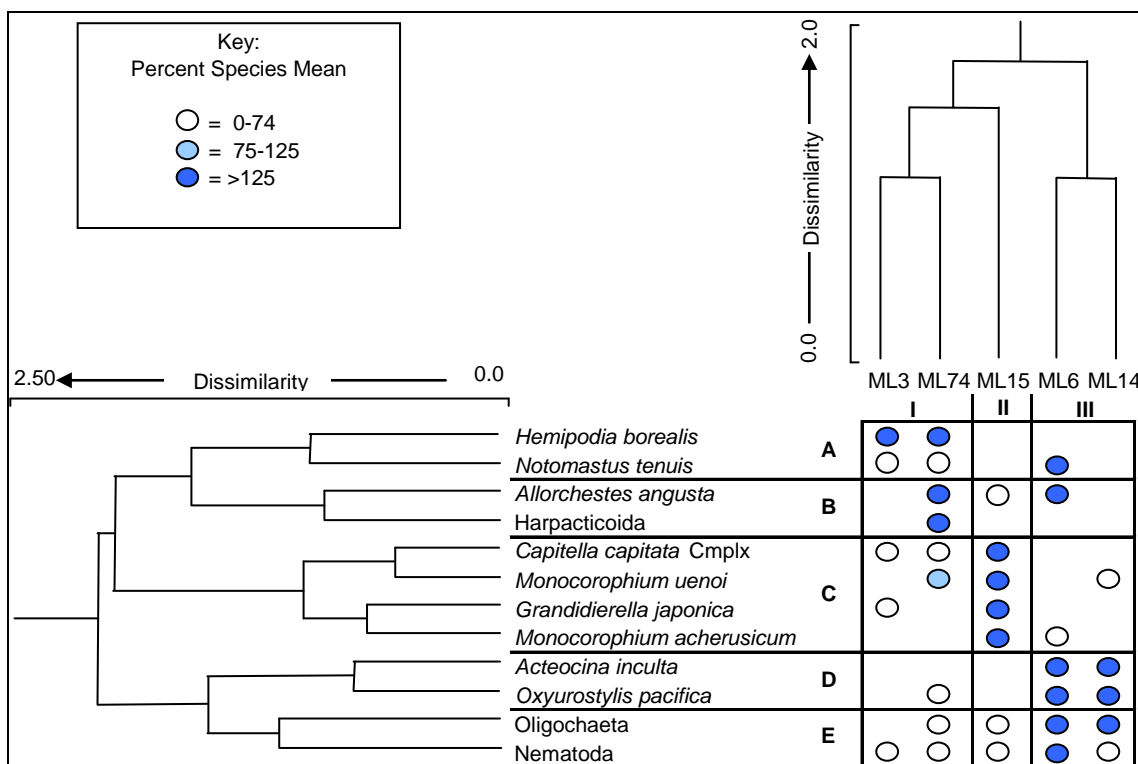 Key:
Percent Species Mean
= 0-74
= 75-125
= >125
0.0 Dissimilarity 2.0
2.50 Dissimilarity 0.0
ML3 ML74 ML15 ML6 ML14
I II III
Hemipodia borealis
A
Notomastus tenuis
Allorchestes angusta
B
Harpacticoida
Capitella capitata Cmplx
Monocorophium uenoi
C
Grandidierella japonica
Monocorophium acherusicum
Acteocina inculta
D
Oxyurostylis pacifica
Oligochaeta
E
Nematoda